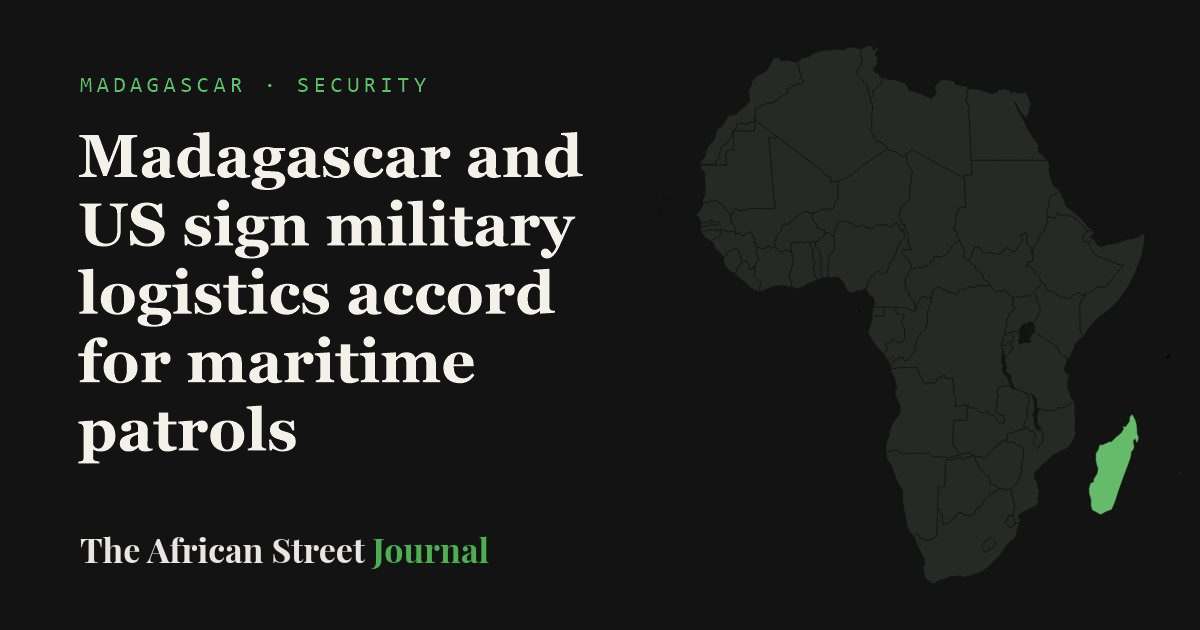 MADAGASCAR · SECURITY
Madagascar and
US sign military
logistics accord
for maritime
patrols
The African Street Journal